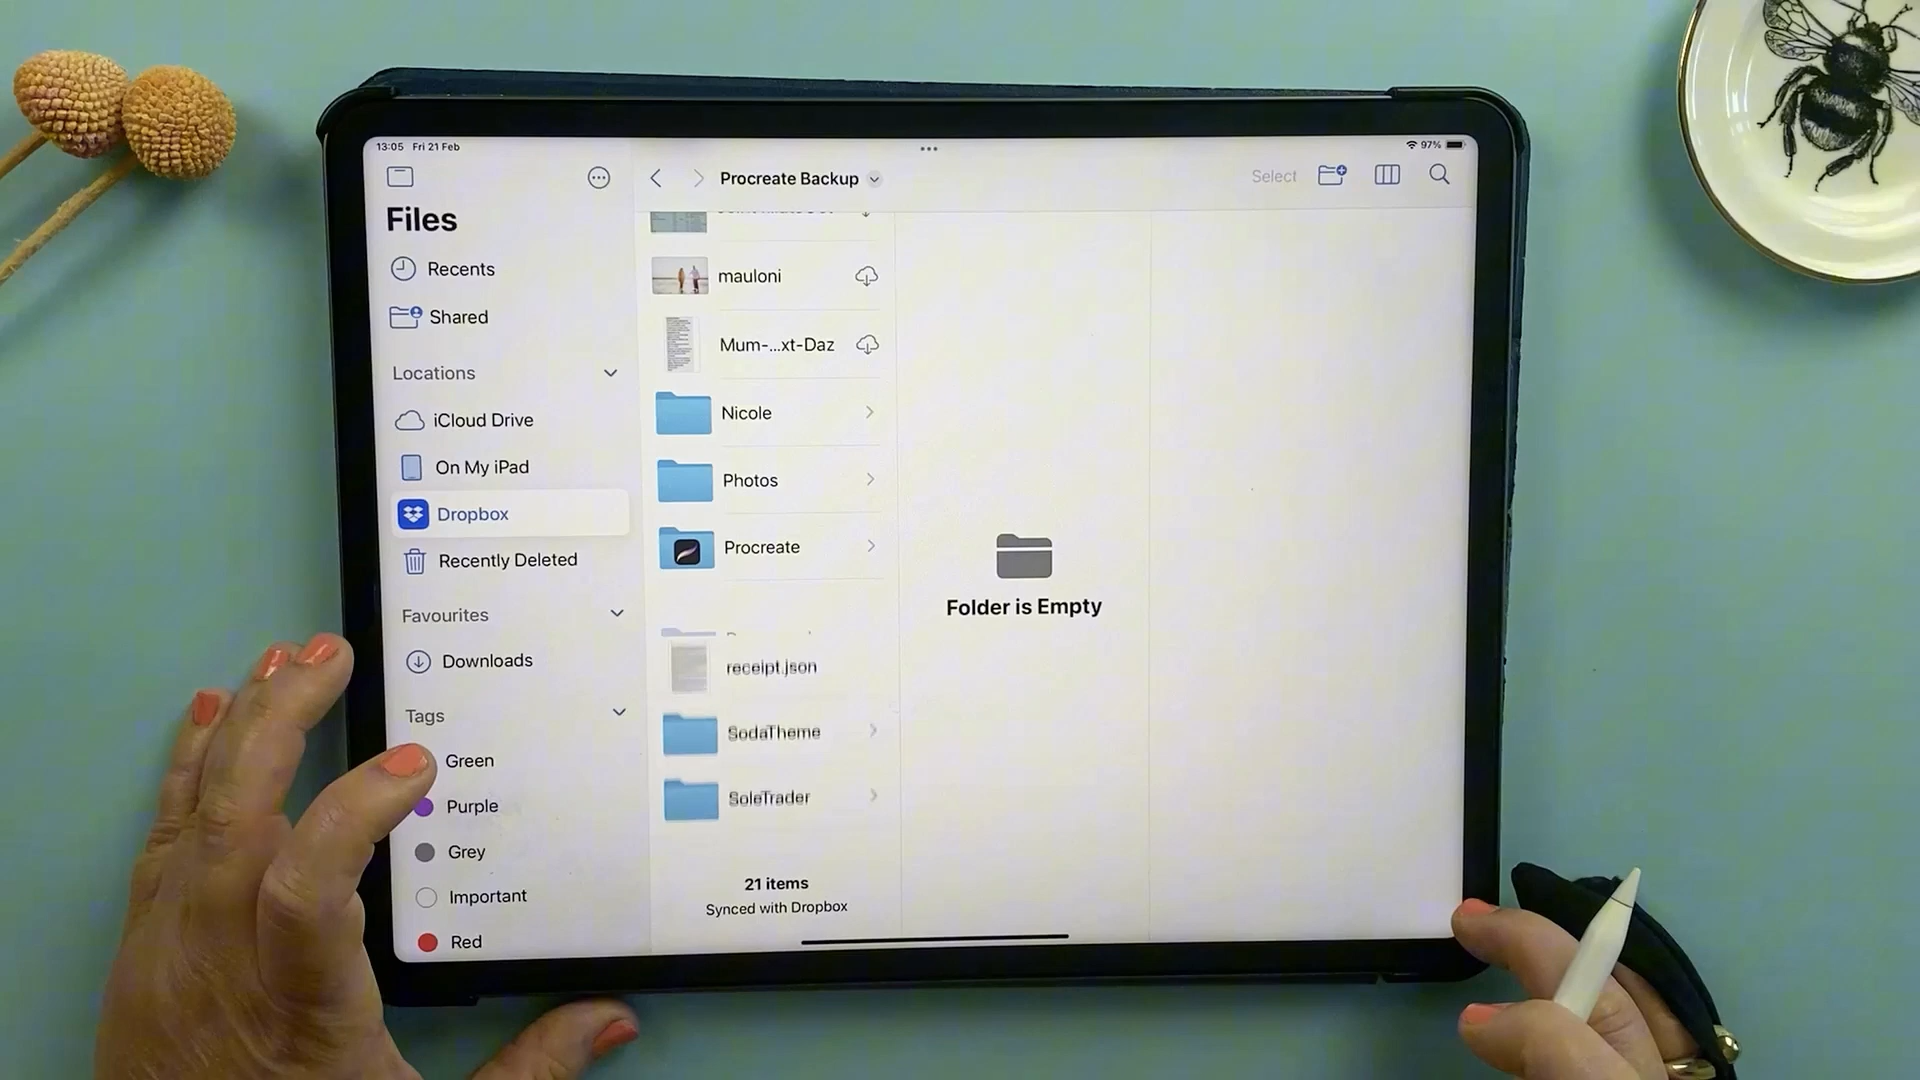 13:05 Fri 21 Feb
97%
Files
Recents
Shared
Locations
iCloud Drive
On My iPad
Dropbox
Recently Deleted
Favourites
Downloads
Tags
Green
Purple
Grey
Important
Red
Procreate Backup
Select
mauloni
Mum-...xt-Daz
Nicole
Photos
Procreate
receipt.json
SodaTheme
SoleTrader
21 items
Synced with Dropbox
Folder is Empty